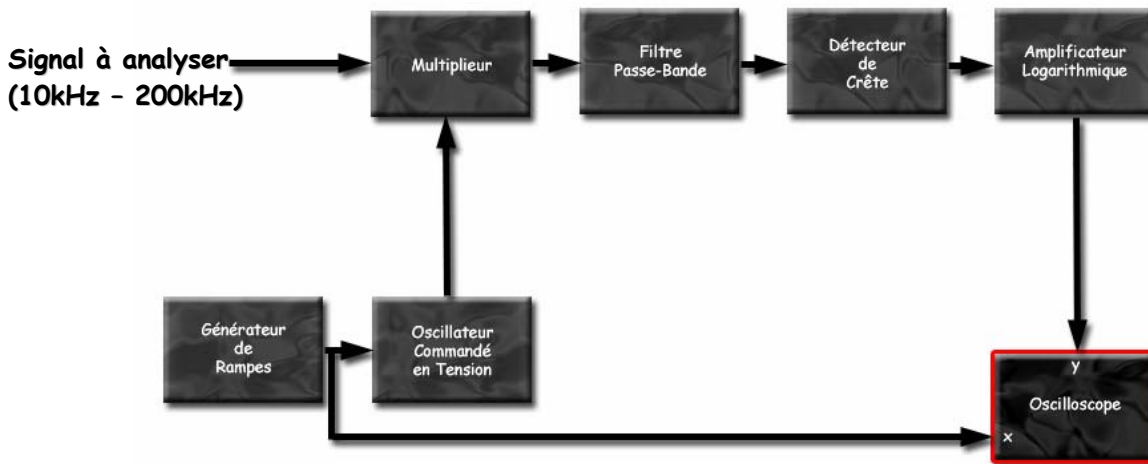 Signal à analyser
(10kHz – 200kHz)
Multiplieur
Filtre
Passe-Bande
Détecteur
de
Crête
Amplificateur
Logarithmique
Générateur
de
Rampes
Oscillateur
Commandé
en Tension
y
Oscilloscope
x